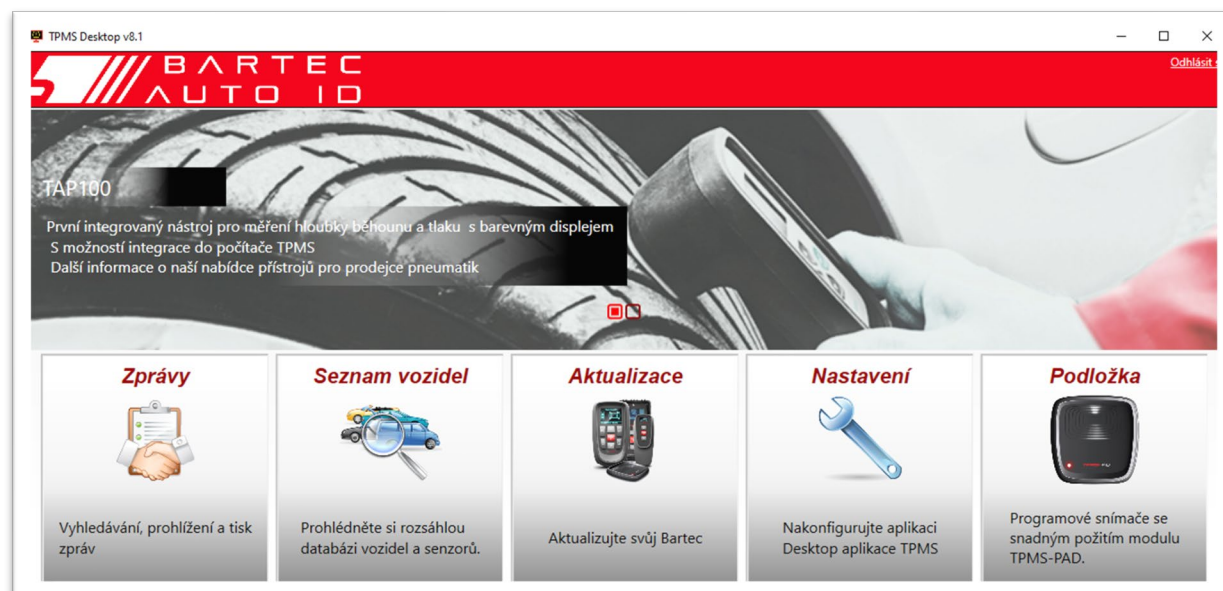 TPMS Desktop v8.1
BARTEC
AUTO ID
Odhlásit
TAP100
První integrovaný nástroj pro měření hloubky běhounu a tlaku s barevným displejem
S možností integrace do počítače TPMS
Další informace o naší nabídce přístrojů pro prodejce pneumatik
Zprávy
Vyhledávání, prohlížení a tisk
zpráv
Seznam vozidel
Prohlédněte si rozsáhlou
databázi vozidel a senzorů.
Aktualizace
Aktualizujte svůj Bartec
Nastavení
Nakonfigurujte aplikaci
Desktop aplikace TPMS
Podložka
Programové snímače se
snadným požitím modulu
TPMS-PAD.